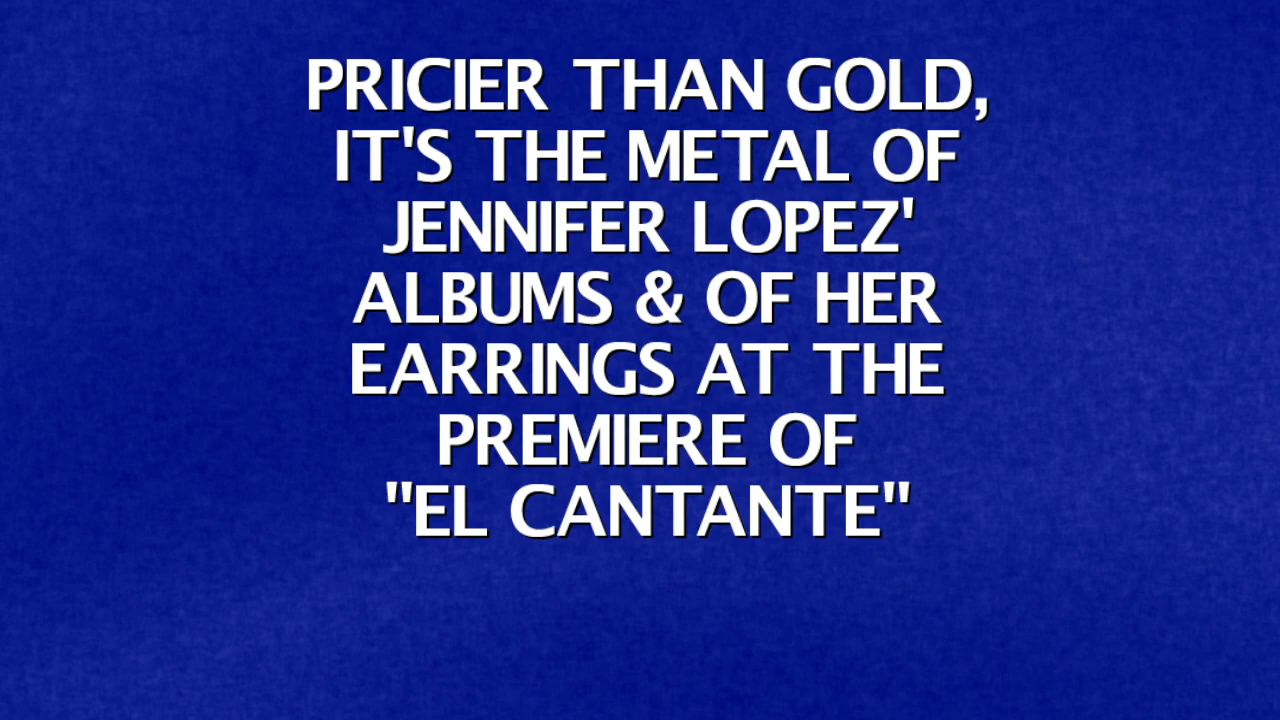 PRICIER THAN GOLD,
IT'S THE METAL OF
JENNIFER LOPEZ'
ALBUMS & OF HER
EARRINGS AT THE
PREMIERE OF
"EL CANTANTE"